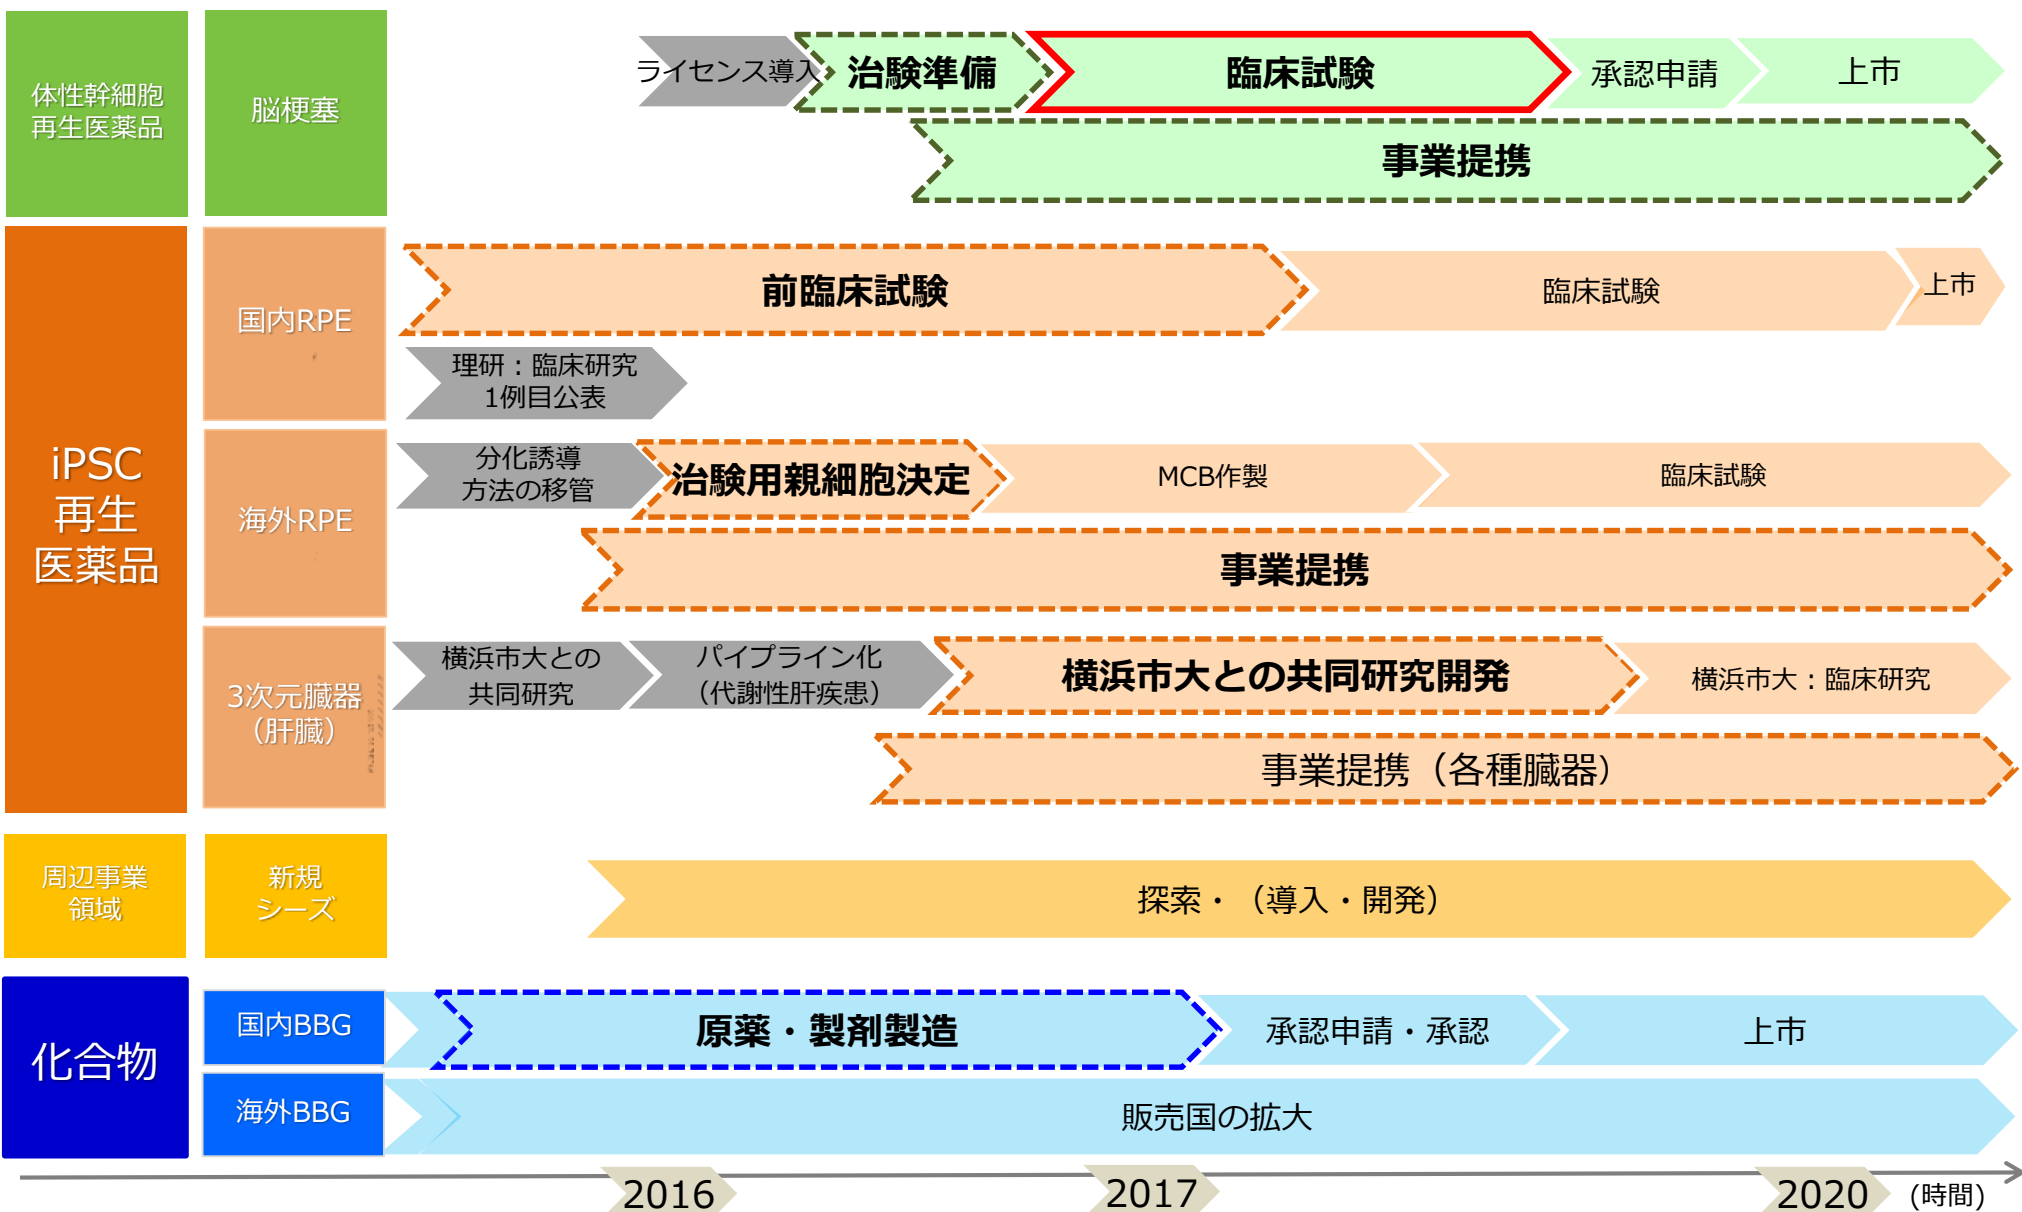 体性幹細胞
再生医薬品
脳梗塞
ライセンス導入
治験準備
臨床試験
承認申請
上市
事業提携
iPSC
再生
医薬品
国内RPE
前臨床試験
臨床試験
上市
理研：臨床研究
1例目公表
海外RPE
分化誘導
方法の移管
治験用親細胞決定
MCB作製
臨床試験
事業提携
3次元臓器
（肝臓）
横浜市大との
共同研究
パイプライン化
（代謝性肝疾患）
横浜市大との共同研究開発
横浜市大：臨床研究
事業提携（各種臓器）
周辺事業
領域
新規
シーズ
探索・（導入・開発）
化合物
国内BBG
原薬・製剤製造
承認申請・承認
上市
海外BBG
販売国の拡大
2016
2017
2020
(時間)